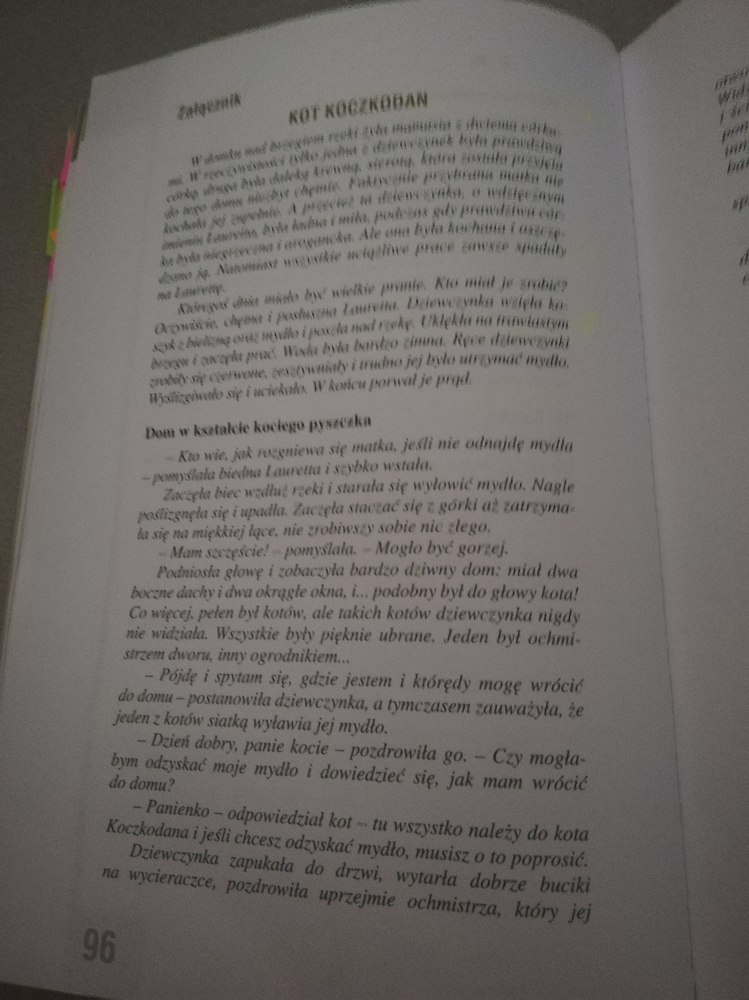 Załącznik
KOT KOCZKODAN
W domku nad brzegiem rzeki żyła mamusia z dwiema córka-
mi. W rzeczywistości tylko jedna z dziewczynek była prawdziwą
córką, druga była daleką krewną, sierotą, która została przyjęta
do tego domu niezbyt chętnie. Faktycznie przybrana matka nie
kochała jej zupełnie. A przecież ta dziewczynka, o wdzięcznym
imieniu Lauretta, była ładna i miła, podczas gdy prawdziwa cór-
ka była niegrzeczna i arogancka. Ale ona była kochana i oszczę-
dzano ją. Natomiast wszystkie uciążliwe prace zawsze spadały
na Laurettę.
Któregoś dnia miało być wielkie pranie. Kto miał je zrobić?
Oczywiście, chętna i posłuszna Lauretta. Dziewczynka wzięła ko-
szyk z bielizną oraz mydło i poszła nad rzekę. Uklękła na trawiastym
brzegu i zaczęła prać. Woda była bardzo zimna. Ręce dziewczynki
zrobiły się czerwone, zesztywniały i trudno jej było utrzymać mydło.
Wyślizgiwało się i uciekało. W końcu porwał je prąd.
Dom w kształcie kociego pyszczka
– Kto wie, jak rozgniewa się matka, jeśli nie odnajdę mydła
– pomyślała biedna Lauretta i szybko wstała.
Zaczęła biec wzdłuż rzeki i starała się wyłowić mydło. Nagle
poślizgnęła się i upadła. Zaczęła staczać się z górki aż zatrzyma-
ła się na miękkiej łące, nie zrobiwszy sobie nic złego.
– Mam szczęście! – pomyślała. – Mogło być gorzej.
Podniosła głowę i zobaczyła bardzo dziwny dom: miał dwa
boczne dachy i dwa okrągłe okna, i... podobny był do głowy kota!
Co więcej, pełen był kotów, ale takich kotów dziewczynka nigdy
nie widziała. Wszystkie były pięknie ubrane. Jeden był ochmi-
strzem dworu, inny ogrodnikiem...
– Pójdę i spytam się, gdzie jestem i którędy mogę wrócić
do domu – postanowiła dziewczynka, a tymczasem zauważyła, że
jeden z kotów siatką wyławia jej mydło.
– Dzień dobry, panie kocie – pozdrowiła go. – Czy mogła-
bym odzyskać moje mydło i dowiedzieć się, jak mam wrócić
do domu?
– Panienko – odpowiedział kot – tu wszystko należy do kota
Koczkodana i jeśli chcesz odzyskać mydło, musisz o to poprosić.
Dziewczynka zapukała do drzwi, wytarła dobrze buciki
na wycieraczce, pozdrowiła uprzejmie ochmistrza, który jej
96